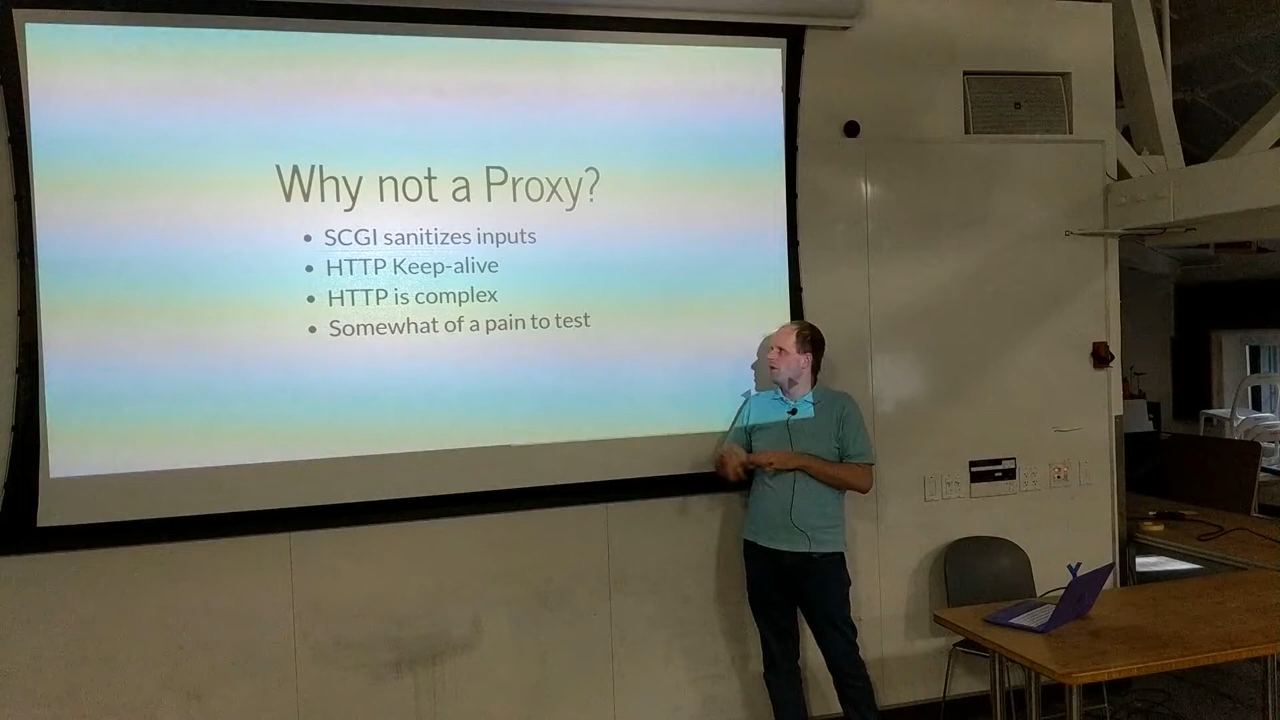 Why not a Proxy?
SCGI sanitizes inputs
HTTP Keep-alive
HTTP is complex
Somewhat of a pain to test